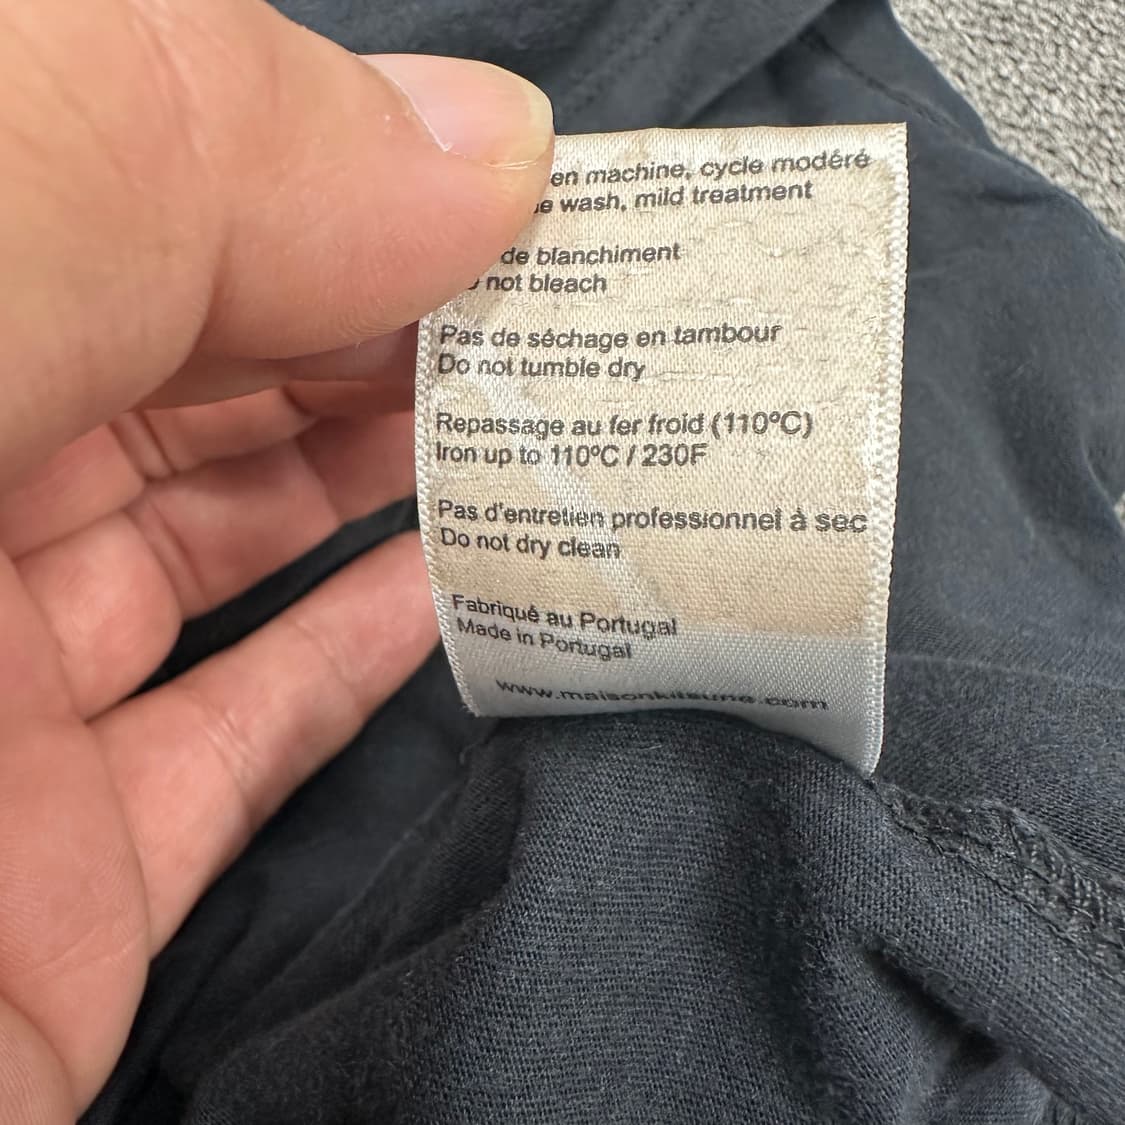 en machine, cycle modéré
wash, mild treatment
de blanchiment
not bleach
Pas de séchage en tambour
Do not tumble dry
Repassage au fer froid (110ºC)
Iron up to 110ºC / 230F
Pas d'entretien professionnel à sec
Do not dry clean
Fabriqué au Portugal
Made in Portugal
www.maisonkitsune.com